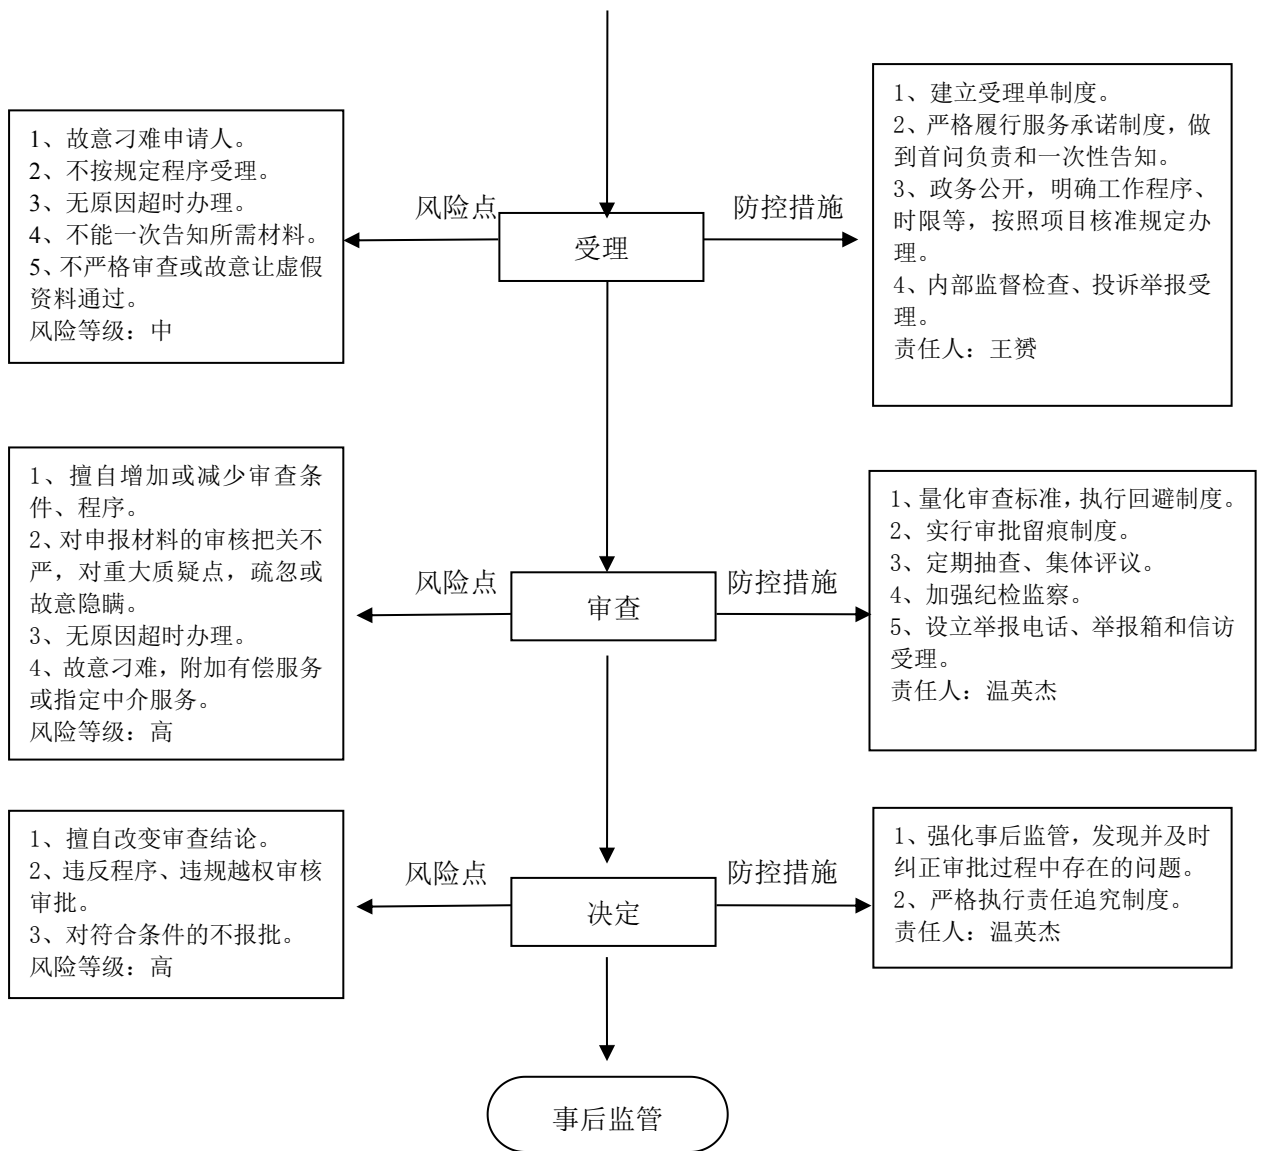 1、故意刁难申请人。
2、不按规定程序受理。
3、无原因超时办理。
4、不能一次告知所需材料。
5、不严格审查或故意让虚假
资料通过。
风险等级：中
风险点
受理
防控措施
1、建立受理单制度。
2、严格履行服务承诺制度，做
到首问负责和一次性告知。
3、政务公开，明确工作程序、
时限等，按照项目核准规定办
理。
4、内部监督检查、投诉举报受
理。
责任人：王赟
1、擅自增加或减少审查条
件、程序。
2、对申报材料的审核把关不
严，对重大质疑点，疏忽或
故意隐瞒。
3、无原因超时办理。
4、故意刁难，附加有偿服务
或指定中介服务。
风险等级：高
风险点
审查
防控措施
1、量化审查标准，执行回避制度。
2、实行审批留痕制度。
3、定期抽查、集体评议。
4、加强纪检监察。
5、设立举报电话、举报箱和信访
受理。
责任人：温英杰
1、擅自改变审查结论。
2、违反程序、违规越权审核
审批。
3、对符合条件的不报批。
风险等级：高
风险点
决定
防控措施
1、强化事后监管，发现并及时
纠正审批过程中存在的问题。
2、严格执行责任追究制度。
责任人：温英杰
事后监管